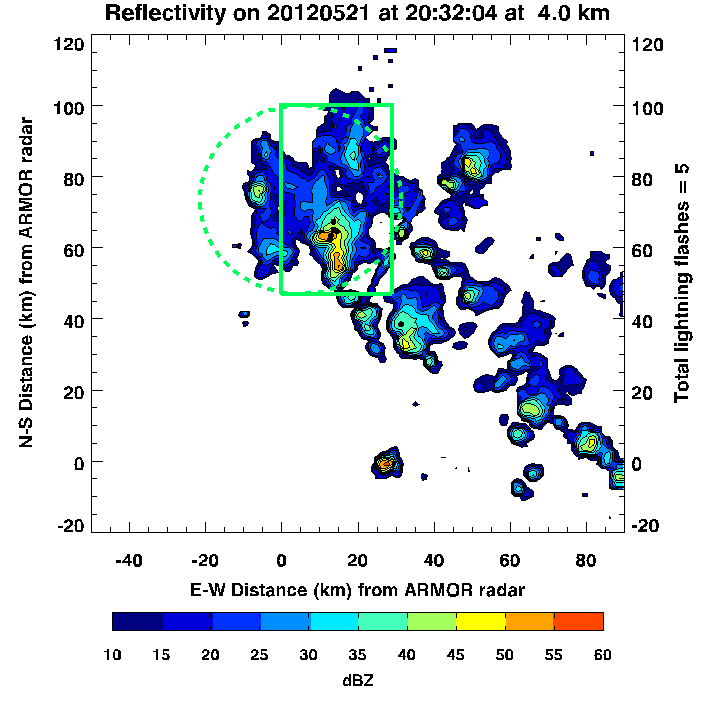 Reflectivity on 20120521 at 20:32:04 at 4.0 km
120 120
100 100
80 80
60 60
40 40
20 20
0 0
-20 -20
N-S Distance (km) from ARMOR radar
Total lightning flashes = 5
-40 -20 0 20 40 60 80
E-W Distance (km) from ARMOR radar
10 15 20 25 30 35 40 45 50 55 60
dBZ